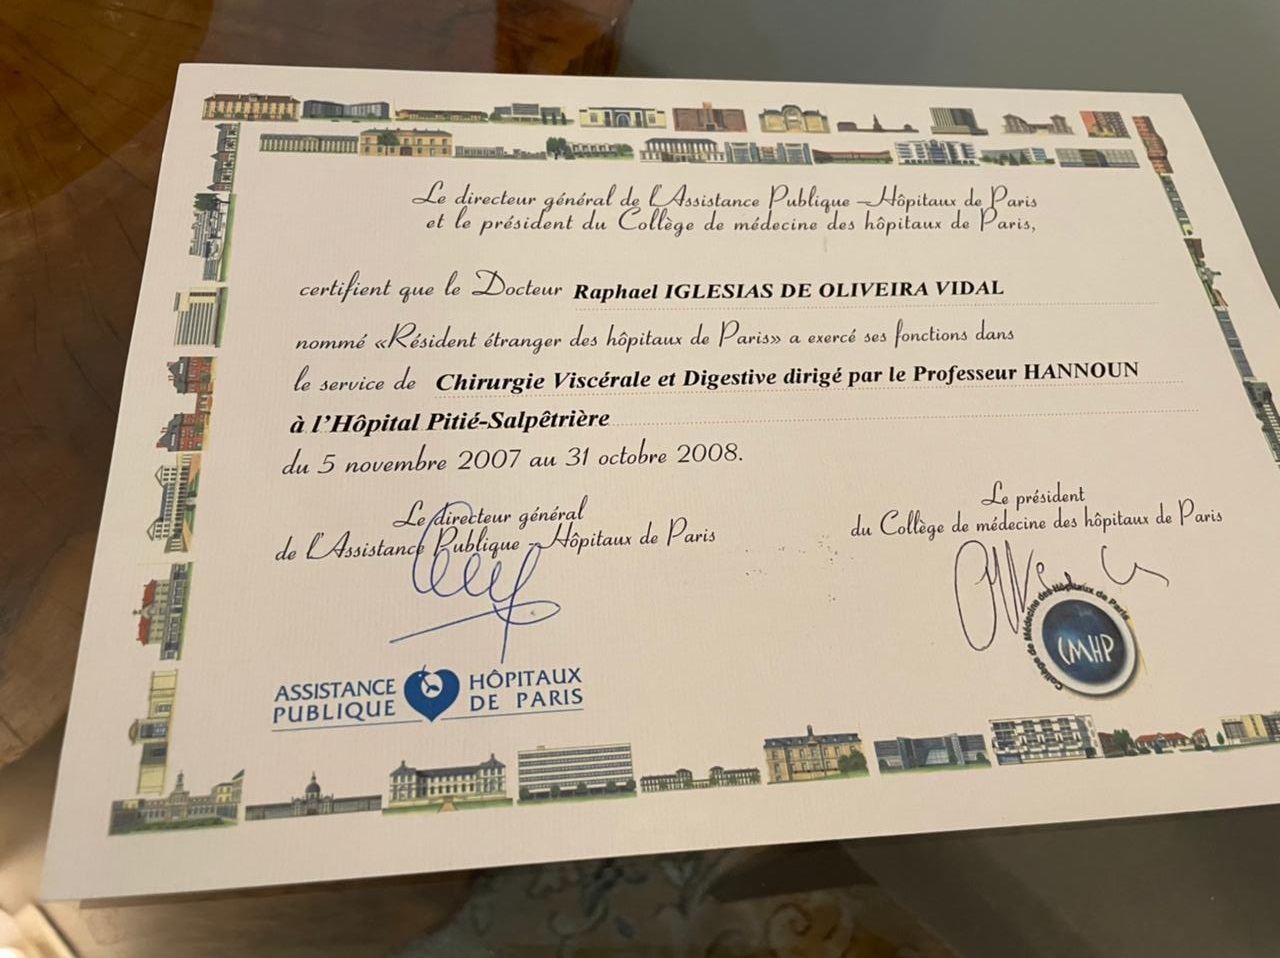 Le directeur général de l'Assistance Publique – Hôpitaux de Paris
et le président du Collège de médecine des hôpitaux de Paris,
certifient que le Docteur Raphael IGLESIAS DE OLIVEIRA VIDAL
nommé «Résident étranger des hôpitaux de Paris» a exercé ses fonctions dans
le service de Chirurgie Viscérale et Digestive dirigé par le Professeur HANNOUN
à l'Hôpital Pitié-Salpêtrière
du 5 novembre 2007 au 31 octobre 2008.
Le directeur général
de l'Assistance Publique – Hôpitaux de Paris
Le président
du Collège de médecine des hôpitaux de Paris
ASSISTANCE PUBLIQUE
HÔPITAUX DE PARIS
Collège de Médecine des Hôpitaux de Paris
CMHP